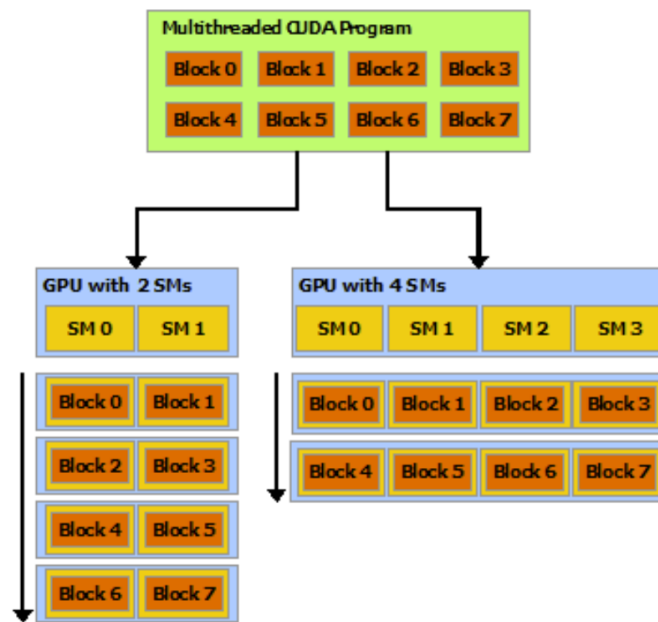 Multithreaded CUDA Program
Block 0 Block 1 Block 2 Block 3
Block 4 Block 5 Block 6 Block 7
GPU with 2 SMs
SM 0 SM 1
Block 0 Block 1
Block 2 Block 3
Block 4 Block 5
Block 6 Block 7
GPU with 4 SMs
SM 0 SM 1 SM 2 SM 3
Block 0 Block 1 Block 2 Block 3
Block 4 Block 5 Block 6 Block 7